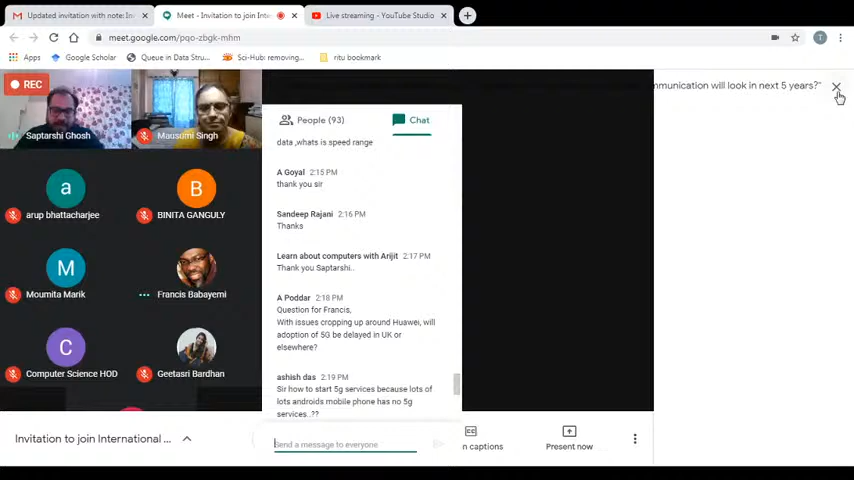 Updated invitation with note: In
Meet - Invitation to join Inte
Live streaming - YouTube Studio
meet.google.com/pqo-zbgk-mhm
T
Apps
Google Scholar
Queue in Data Stru...
Sci-Hub: removing...
ritu bookmark
REC
mmunication will look in next 5 years?"
People (93)
Chat
Saptarshi Ghosh
Mausumi Singh
data ,whats is speed range
A Goyal 2:15 PM
thank you sir
a
B
arup bhattacharjee
BINITA GANGULY
Sandeep Rajani 2:16 PM
Thanks
Learn about computers with Arijit 2:17 PM
Thank you Saptarshi..
M
Moumita Marik
Francis Babayemi
A Poddar 2:18 PM
Question for Francis,
With issues cropping up around Huawei, will
adoption of 5G be delayed in UK or
elsewhere?
C
Computer Science HOD
Geetasri Bardhan
ashish das 2:19 PM
Sir how to start 5g services because lots of
lots androids mobile phone has no 5g
services..??
Invitation to join International ...
Send a message to everyone
n captions
Present now